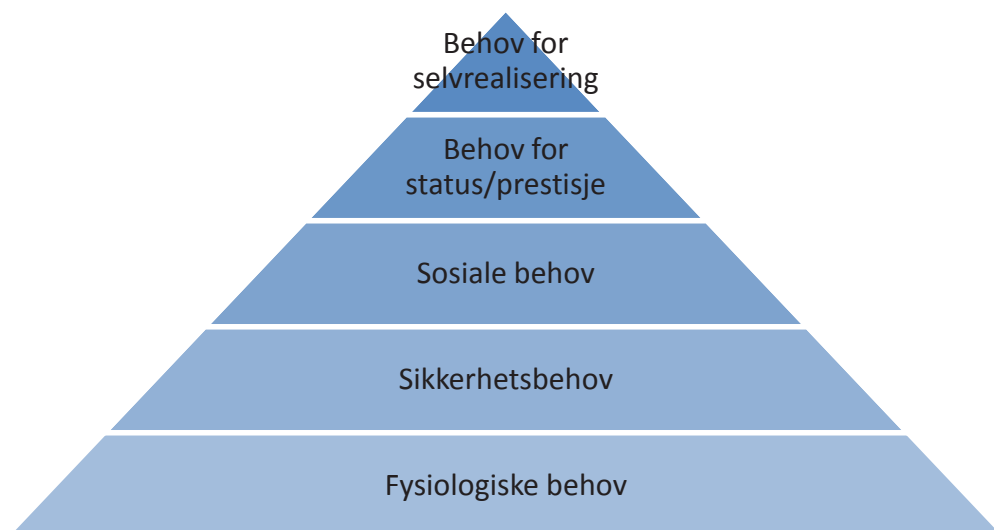 Behov for
selvrealisering
Behov for
status/prestisje
Sosiale behov
Sikkerhetsbehov
Fysiologiske behov